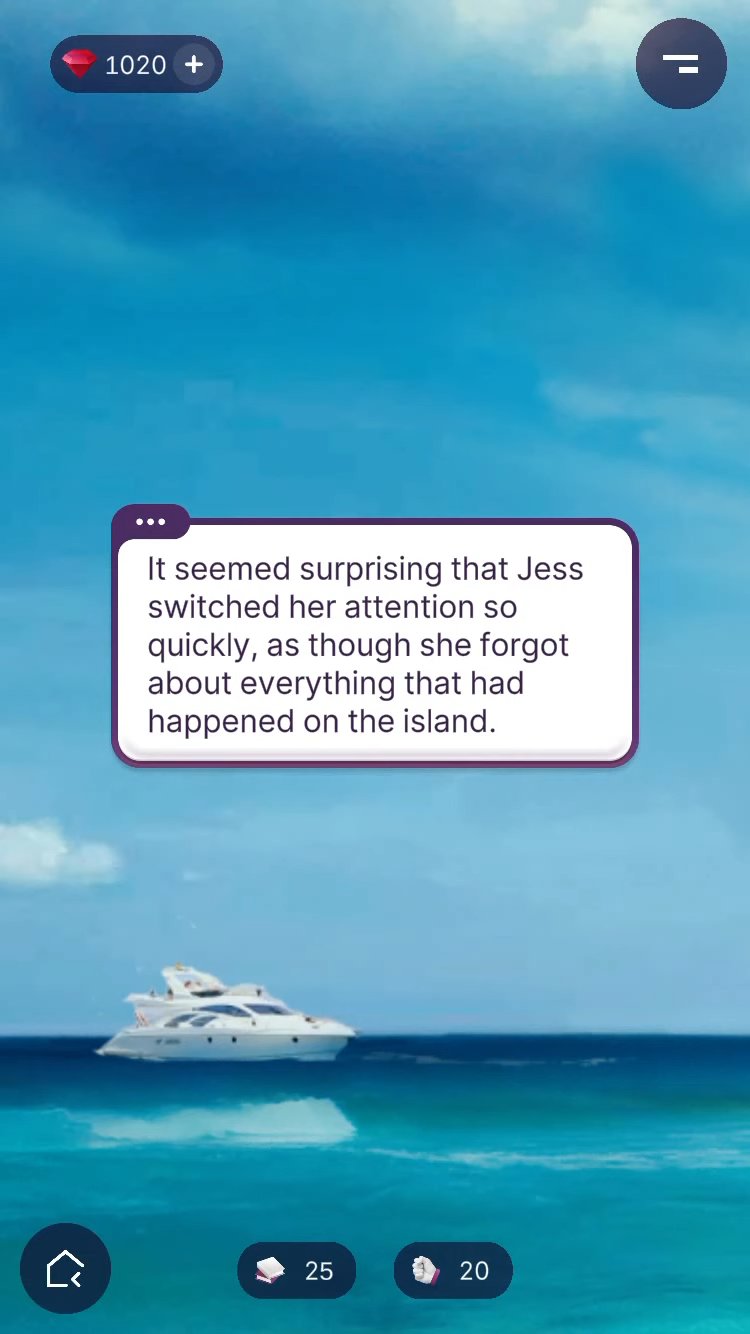 1020
It seemed surprising that Jess
switched her attention so
quickly, as though she forgot
about everything that had
happened on the island.
25
20